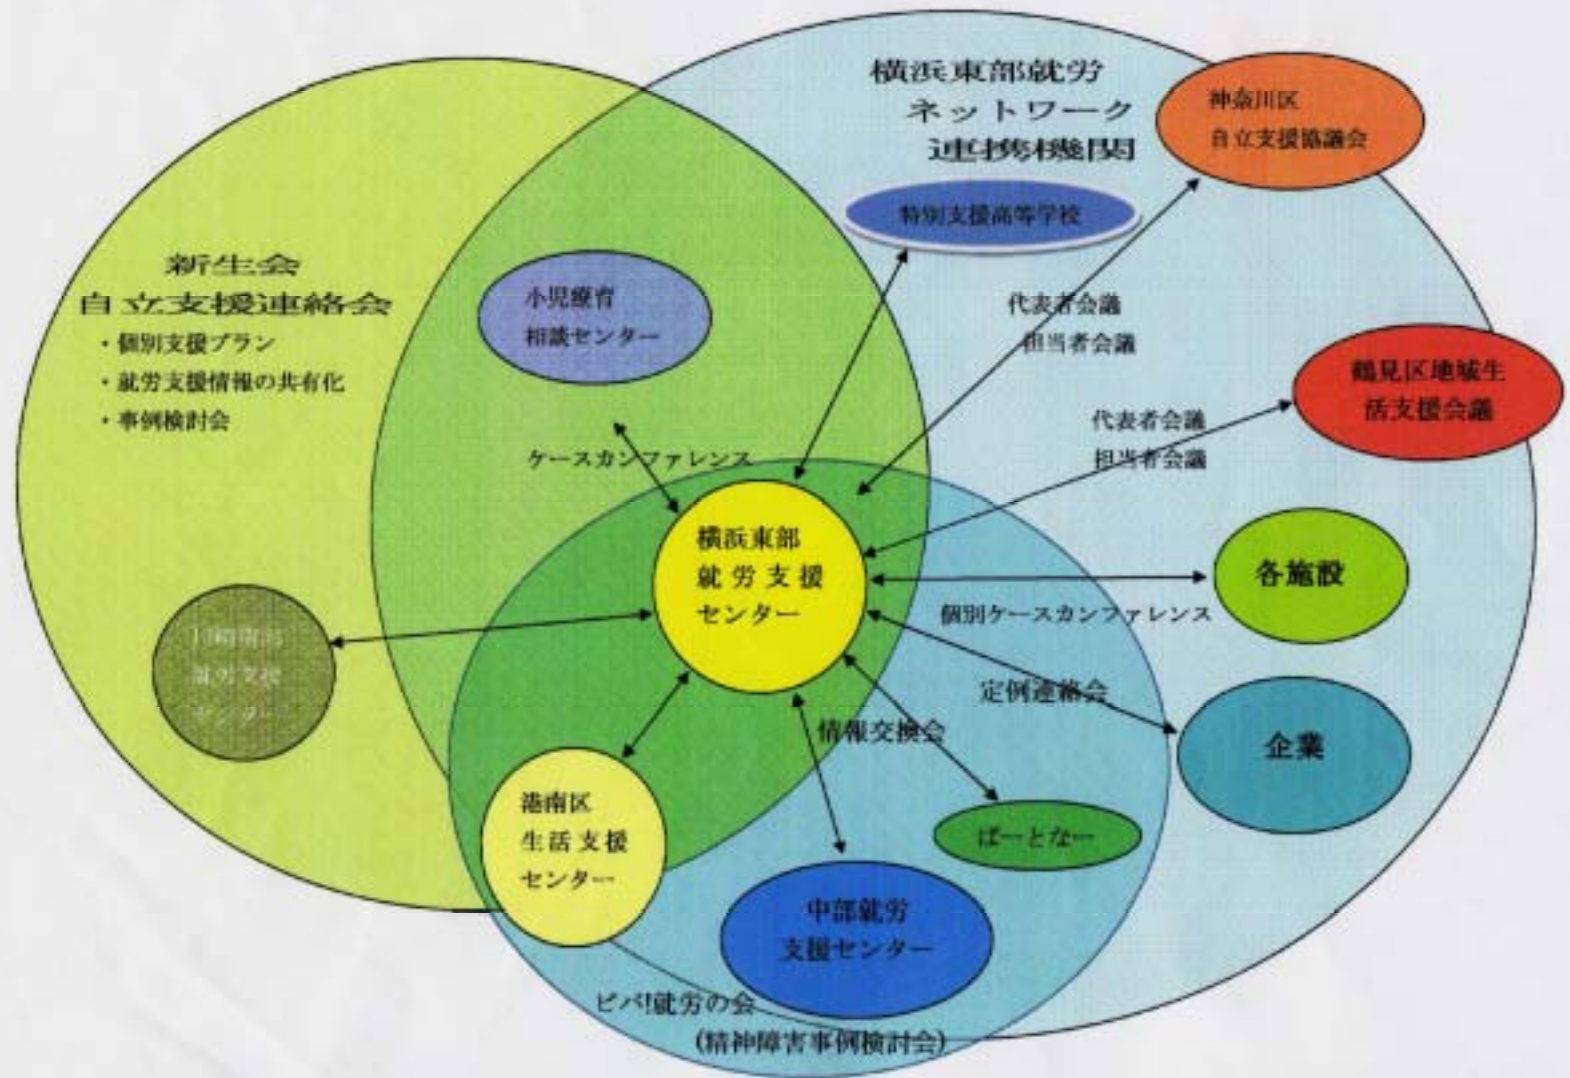 横浜東部就労
ネットワーク
連携機関
神奈川区
自立支援協議会
特別支援高等学校
新生会
自立支援連絡会
・個別支援プラン
・就労支援情報の共有化
・事例検討会
小児療育
相談センター
代表者会議
担当者会議
鶴見区地域生
活支援会議
代表者会議
担当者会議
ケースカンファレンス
横浜東部
就労支援
センター
各施設
個別ケースカンファレンス
就労支援
センター
定例連絡会
情報交換会
企業
港南区
生活支援
センター
ぱーとなー
中部就労
支援センター
ビバ!就労の会
(精神障害事例検討会)